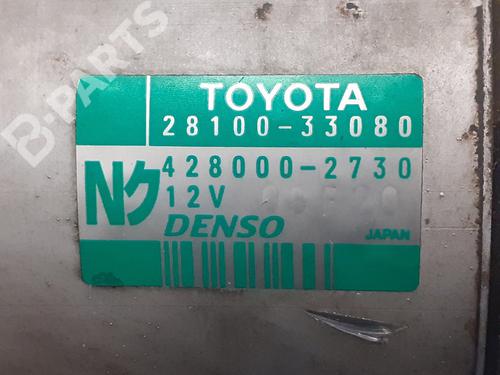 B-PARTS
TOYOTA
28100-33080
Nク 428000-2730
12V
DENSO
JAPAN